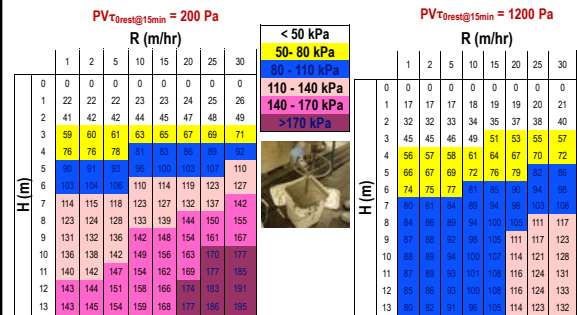 PVτ0rest@15min = 200 Pa
R (m/hr)
1 2 5 10 15 20 25 30
H (m)
0 0 0 0 0 0 0 0 0
1 22 22 22 23 23 24 25 26
2 41 42 42 44 45 47 48 49
3 59 60 61 63 65 67 69 71
4 76 76 78 81 83 86 89 92
5 90 91 93 96 100 103 107 110
6 103 104 106 110 114 119 123 127
7 114 115 118 123 127 132 137 142
8 123 124 128 133 139 144 150 155
9 131 132 136 142 148 154 161 167
10 136 138 142 149 156 163 170 177
11 140 142 147 154 162 169 177 185
12 143 144 151 158 166 174 183 191
13 143 145 154 159 168 177 186 195
< 50 kPa
50- 80 kPa
80 - 110 kPa
110 - 140 kPa
140 - 170 kPa
>170 kPa
PVτ0rest@15min = 1200 Pa
R (m/hr)
1 2 5 10 15 20 25 30
H (m)
0 0 0 0 0 0 0 0 0
1 17 17 17 18 19 19 20 21
2 32 32 33 34 35 37 38 40
3 45 45 46 49 51 53 55 57
4 56 57 58 61 64 67 70 72
5 66 67 69 72 76 79 82 86
6 74 75 77 81 85 90 94 98
7 80 81 84 89 94 98 103 108
8 84 86 89 94 100 105 111 117
9 87 88 92 98 105 111 117 123
10 88 89 94 100 107 114 121 128
11 87 89 93 101 108 116 124 131
12 85 86 93 100 108 116 124 133
13 80 82 91 96 105 114 123 132